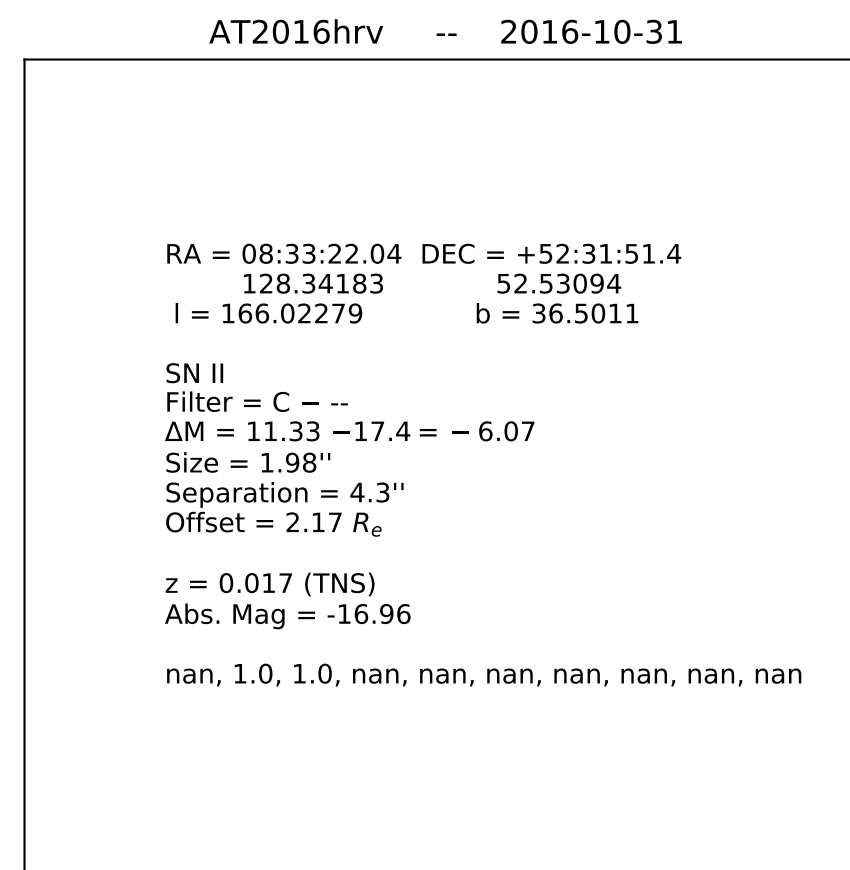 AT2016hrv -- 2016-10-31
RA = 08:33:22.04 DEC = +52:31:51.4
128.34183 52.53094
l = 166.02279 b = 36.5011
SN II
Filter = C − --
ΔM = 11.33 −17.4 = − 6.07
Size = 1.98''
Separation = 4.3''
Offset = 2.17 Rₑ
z = 0.017 (TNS)
Abs. Mag = -16.96
nan, 1.0, 1.0, nan, nan, nan, nan, nan, nan, nan